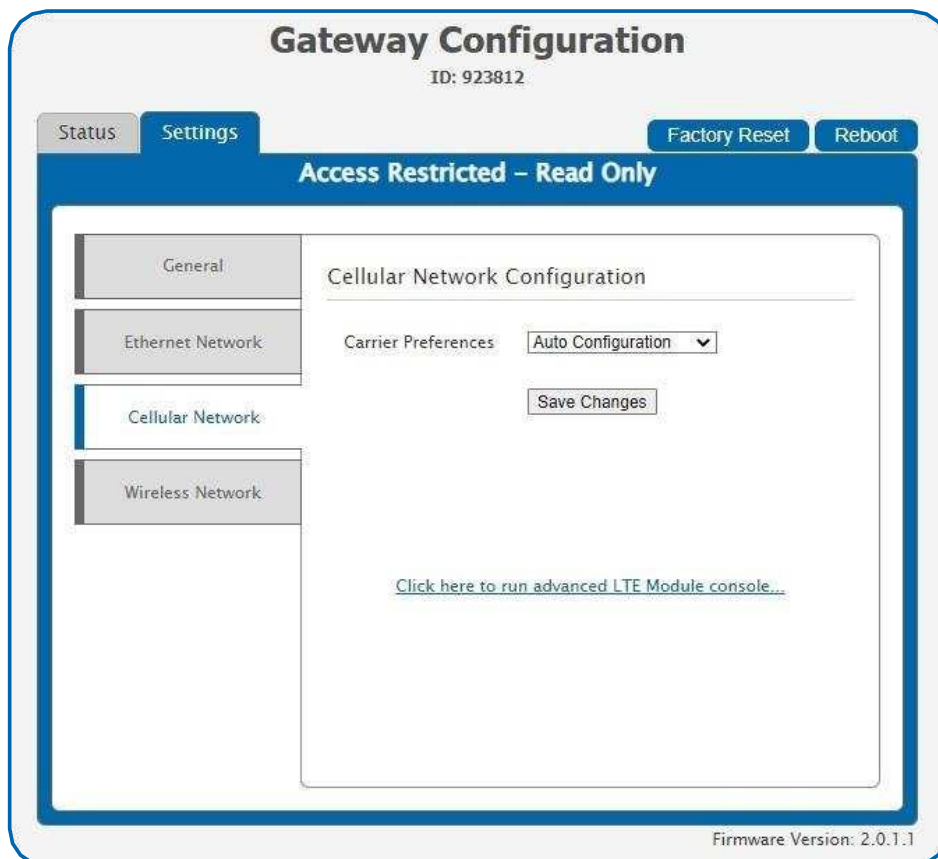 Gateway Configuration
ID: 923812
Status
Settings
Factory Reset
Reboot
Access Restricted – Read Only
General
Ethernet Network
Cellular Network
Wireless Network
Cellular Network Configuration
Carrier Preferences
Auto Configuration
Save Changes
Click here to run advanced LTE Module console...
Firmware Version: 2.0.1.1